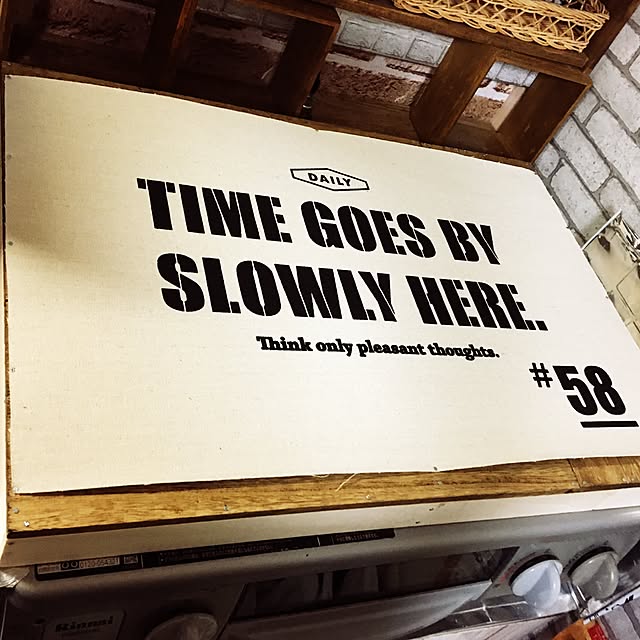 DAILY
TIME GOES BY
SLOWLY HERE.
Think only pleasant thoughts.
#58
Rinnai